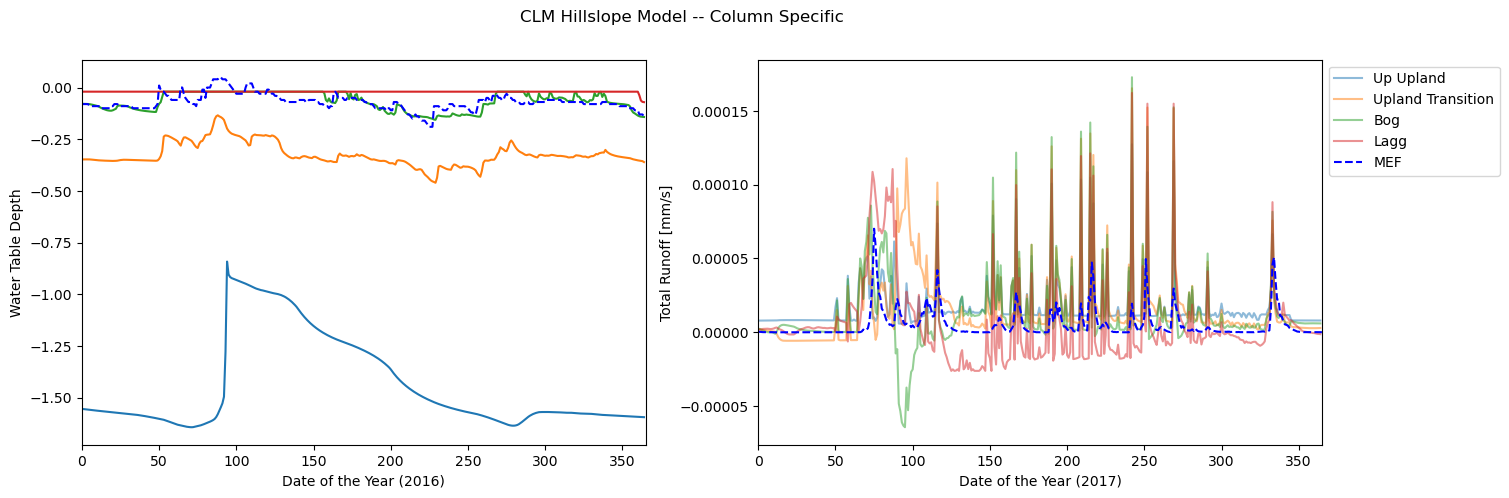 CLM Hillslope Model -- Column Specific
Water Table Depth
0.00
−0.25
−0.50
−0.75
−1.00
−1.25
−1.50
0 50 100 150 200 250 300 350
Date of the Year (2016)
Total Runoff [mm/s]
0.00015
0.00010
0.00005
0.00000
−0.00005
0 50 100 150 200 250 300 350
Date of the Year (2017)
Up Upland
Upland Transition
Bog
Lagg
MEF